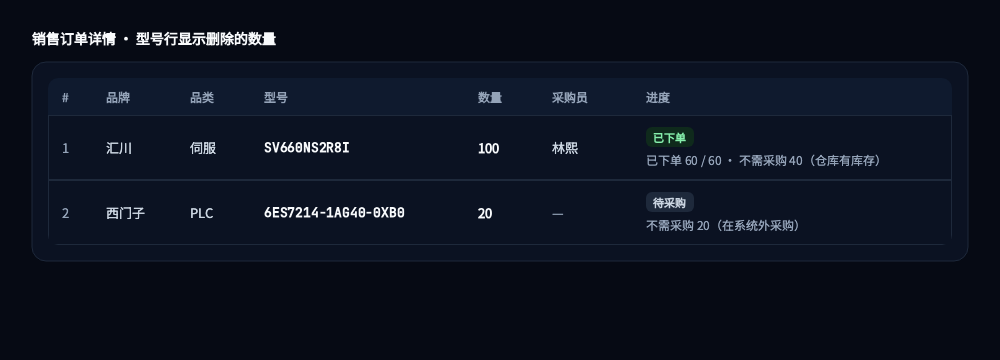 销售订单详情 · 型号行显示删除的数量
# 品牌 品类 型号 数量 采购员 进度
1 汇川 伺服 SV660NS2R8I 100 林熙 已下单
已下单 60 / 60 · 不需采购 40（仓库有库存）
2 西门子 PLC 6ES7214-1AG40-0XB0 20 — 待采购
不需采购 20（在系统外采购）